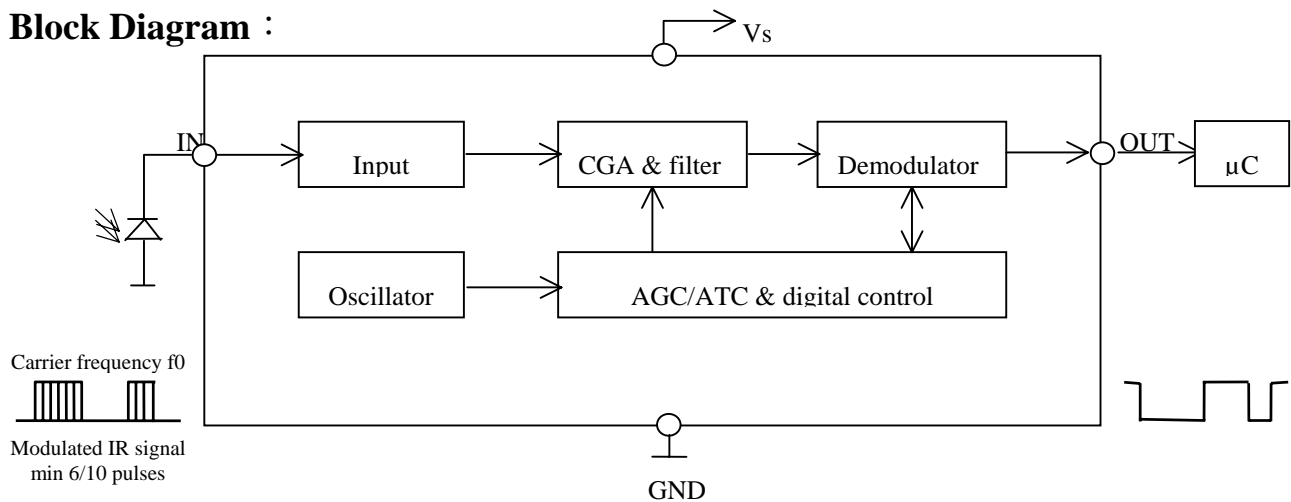 Block Diagram：
Vs
IN
Input
CGA & filter
Demodulator
OUT
µC
Oscillator
AGC/ATC & digital control
Carrier frequency f0
Modulated IR signal
min 6/10 pulses
GND